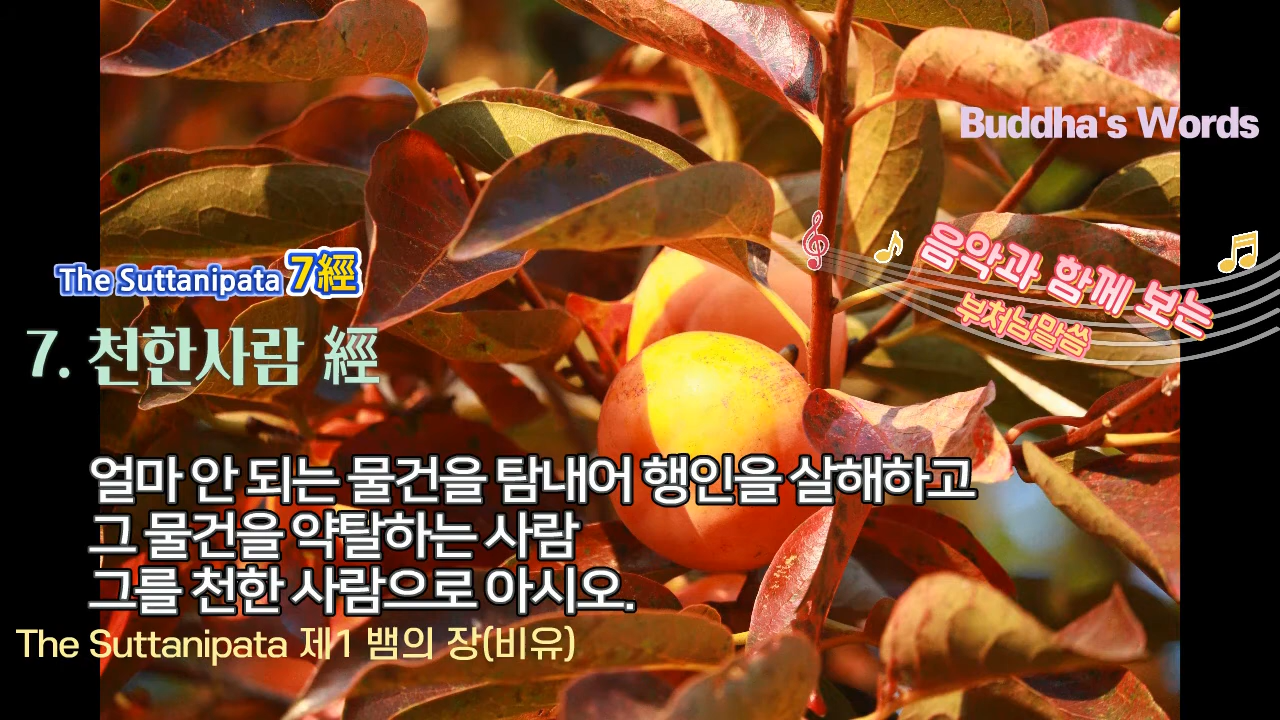 Buddha's Words
음악과 함께 보는
부처님말씀
The Suttanipata 7經
7. 천한사람 經
얼마 안 되는 물건을 탐내어 행인을 살해하고
그 물건을 약탈하는 사람
그를 천한 사람으로 아시오.
The Suttanipata 제1 뱀의 장(비유)